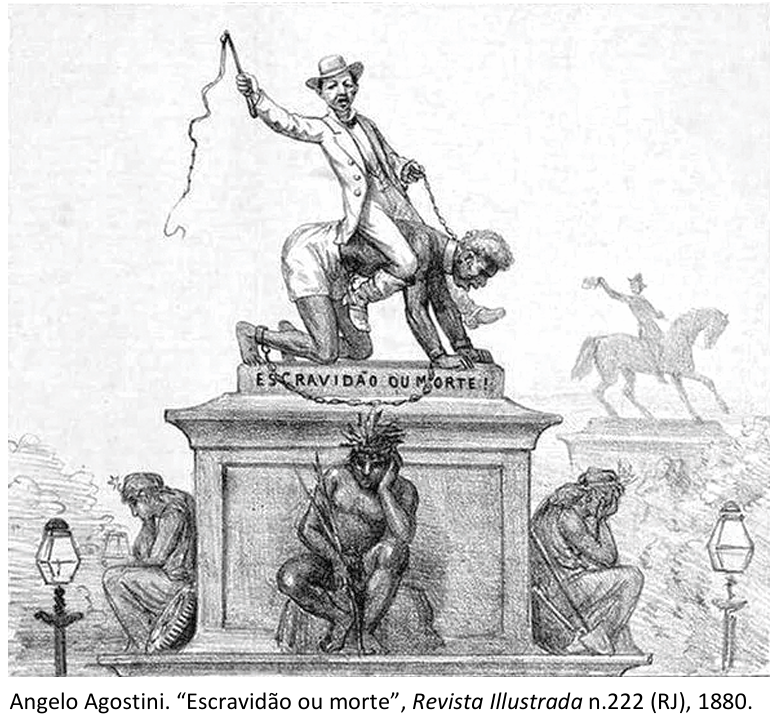 ESCRAVIDÃO OU MORTE!
Angelo Agostini. “Escravidão ou morte”, Revista Illustrada n.222 (RJ), 1880.